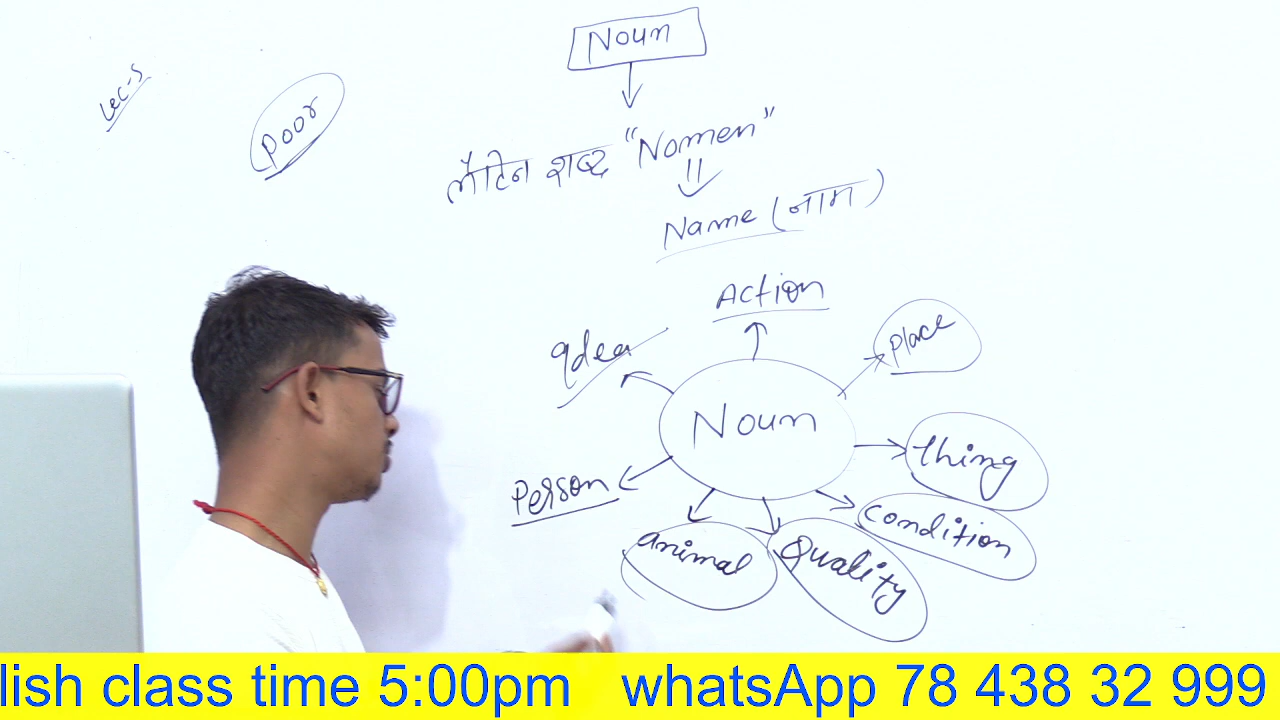 Noun
Lec-5
Poor
लैटिन शब्द "Nomen"
Name (नाम)
Action
Idea
Place
Noun
thing
Person
condition
animal
Quality
lish class time 5:00pm whatsApp 78 438 32 999